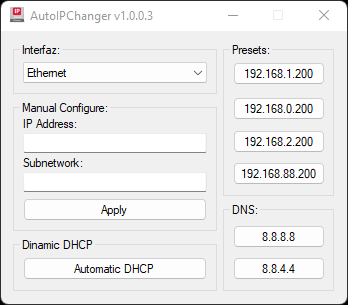 AutoIPChanger v1.0.0.3
Interfaz:
Ethernet
Manual Configure:
IP Address:
Subnetwork:
Apply
Dinamic DHCP
Automatic DHCP
Presets:
192.168.1.200
192.168.0.200
192.168.2.200
192.168.88.200
DNS:
8.8.8.8
8.8.4.4